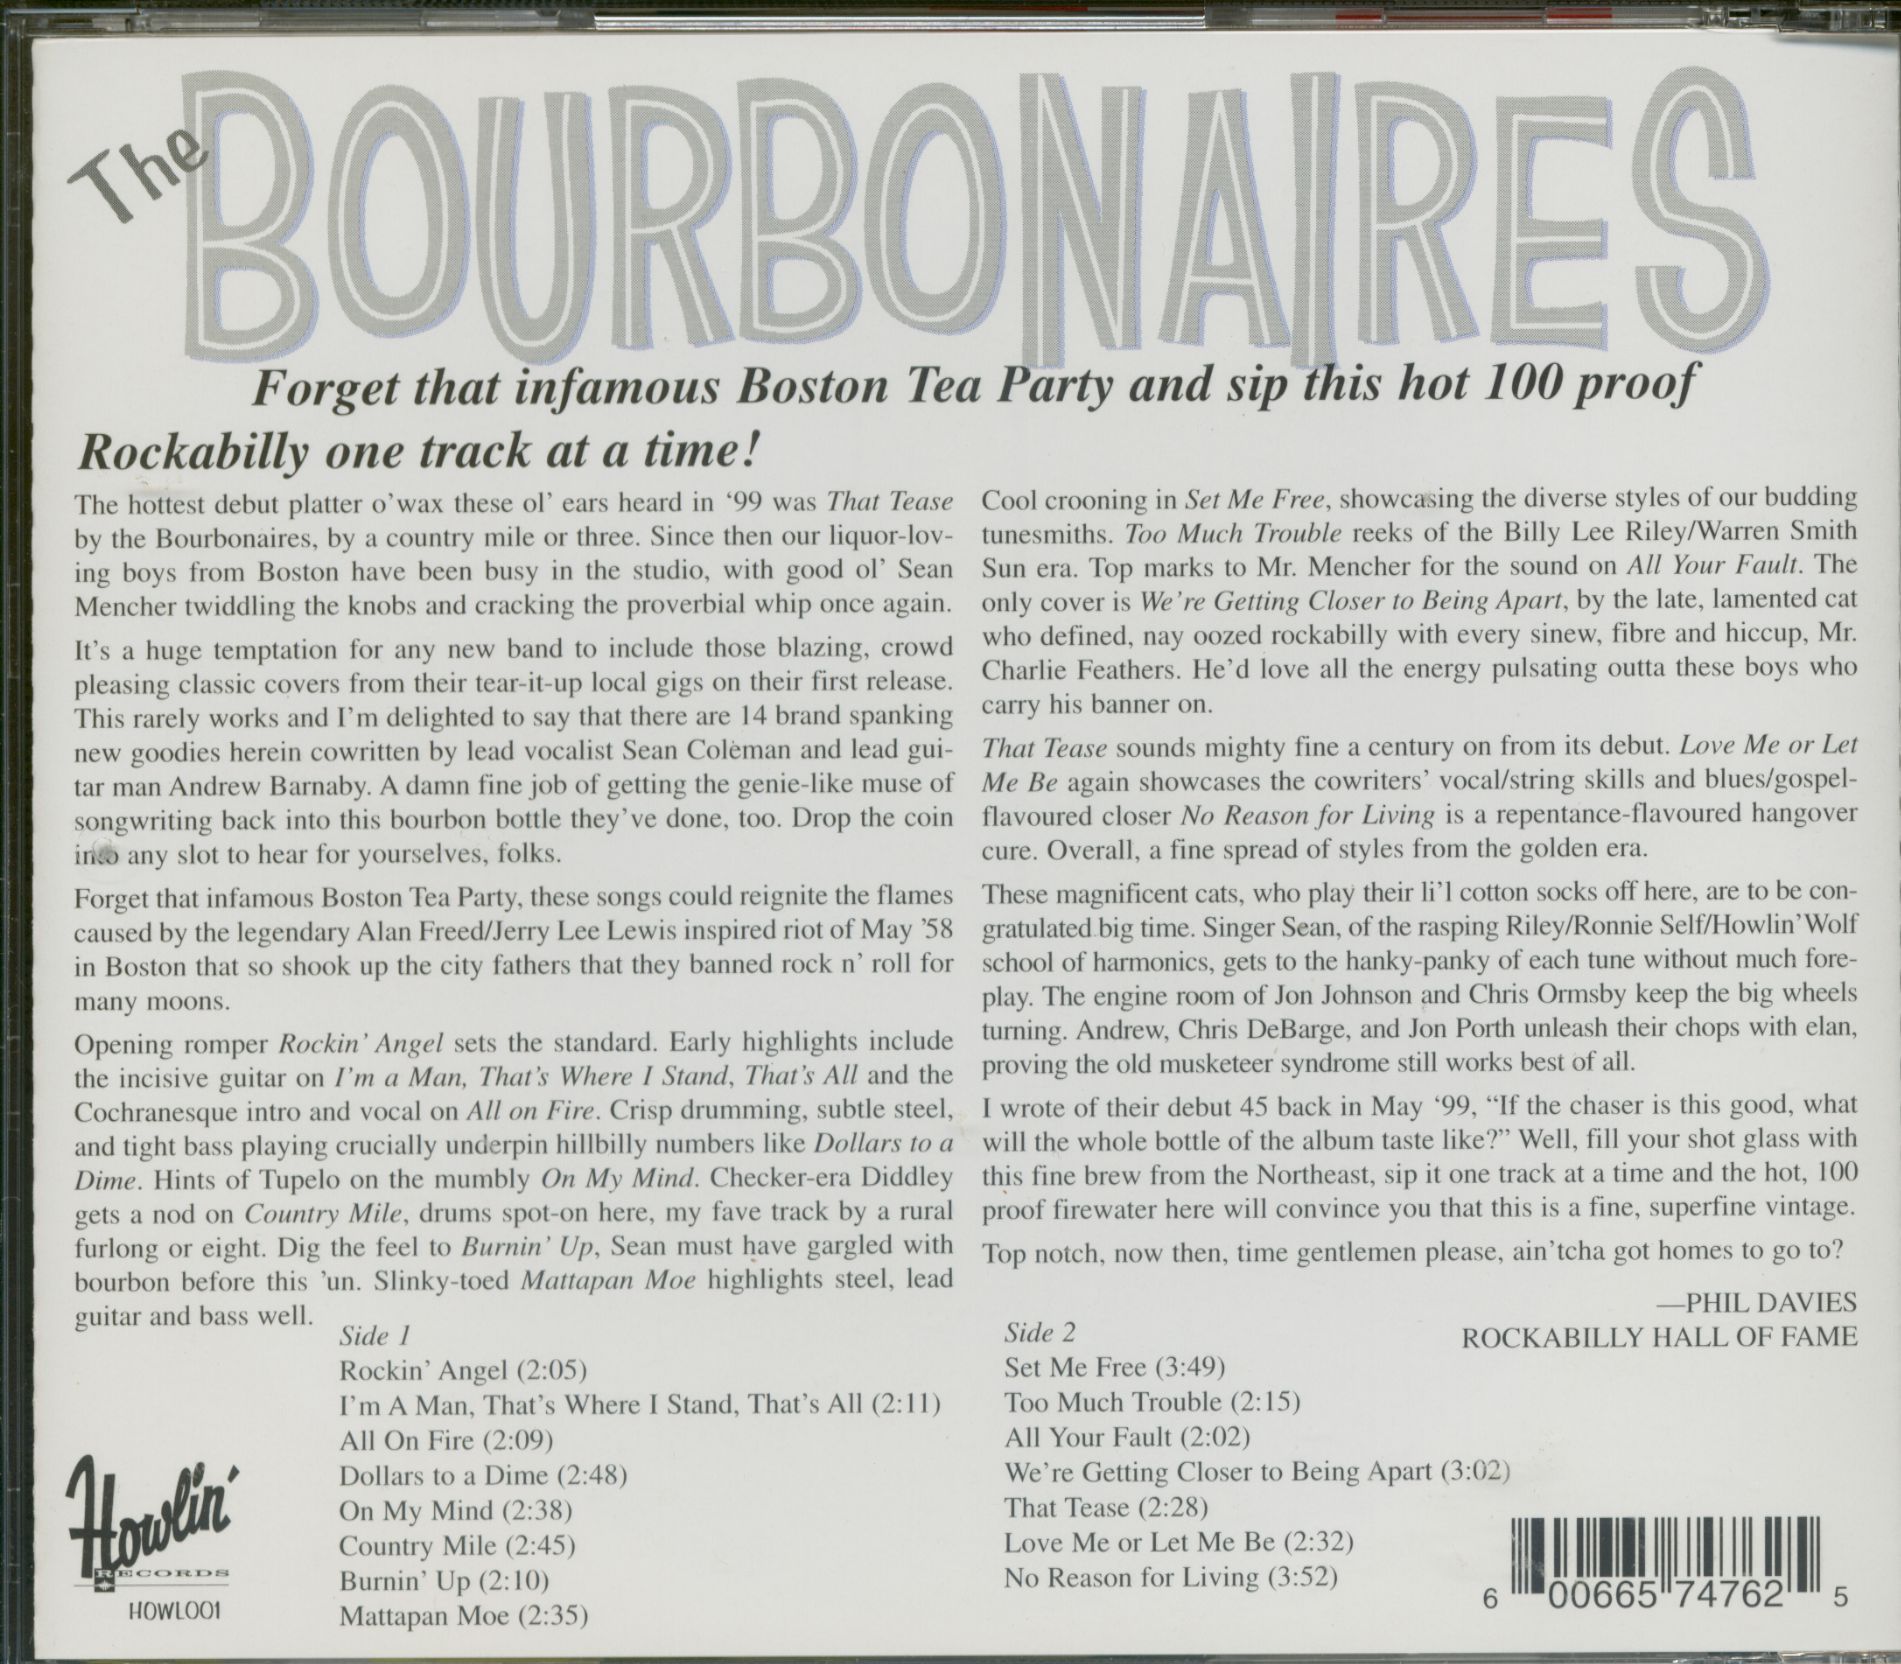 The BOURBONAIRES
Forget that infamous Boston Tea Party and sip this hot 100 proof
Rockabilly one track at a time!
The hottest debut platter o'wax these ol' ears heard in ‘99 was That Tease
by the Bourbonaires, by a country mile or three. Since then our liquor-lov-
ing boys from Boston have been busy in the studio, with good ol' Sean
Mencher twiddling the knobs and cracking the proverbial whip once again.
It's a huge temptation for any new band to include those blazing, crowd
pleasing classic covers from their tear-it-up local gigs on their first release.
This rarely works and I'm delighted to say that there are 14 brand spanking
new goodies herein cowritten by lead vocalist Sean Coleman and lead gui-
tar man Andrew Barnaby. A damn fine job of getting the genie-like muse of
songwriting back into this bourbon bottle they've done, too. Drop the coin
into any slot to hear for yourselves, folks.
Forget that infamous Boston Tea Party, these songs could reignite the flames
caused by the legendary Alan Freed/Jerry Lee Lewis inspired riot of May '58
in Boston that so shook up the city fathers that they banned rock n' roll for
many moons.
Opening romper Rockin' Angel sets the standard. Early highlights include
the incisive guitar on I'm a Man, That's Where I Stand, That's All and the
Cochranesque intro and vocal on All on Fire. Crisp drumming, subtle steel,
and tight bass playing crucially underpin hillbilly numbers like Dollars to a
Dime. Hints of Tupelo on the mumbly On My Mind. Checker-era Diddley
gets a nod on Country Mile, drums spot-on here, my fave track by a rural
furlong or eight. Dig the feel to Burnin' Up, Sean must have gargled with
bourbon before this 'un. Slinky-toed Mattapan Moe highlights steel, lead
guitar and bass well.
Cool crooning in Set Me Free, showcasing the diverse styles of our budding
tunesmiths. Too Much Trouble reeks of the Billy Lee Riley/Warren Smith
Sun era. Top marks to Mr. Mencher for the sound on All Your Fault. The
only cover is We're Getting Closer to Being Apart, by the late, lamented cat
who defined, nay oozed rockabilly with every sinew, fibre and hiccup, Mr.
Charlie Feathers. He'd love all the energy pulsating outta these boys who
carry his banner on.
That Tease sounds mighty fine a century on from its debut. Love Me or Let
Me Be again showcases the cowriters' vocal/string skills and blues/gospel-
flavoured closer No Reason for Living is a repentance-flavoured hangover
cure. Overall, a fine spread of styles from the golden era.
These magnificent cats, who play their li'l cotton socks off here, are to be con-
gratulated big time. Singer Sean, of the rasping Riley/Ronnie Self/Howlin' Wolf
school of harmonics, gets to the hanky-panky of each tune without much fore-
play. The engine room of Jon Johnson and Chris Ormsby keep the big wheels
turning. Andrew, Chris DeBarge, and Jon Porth unleash their chops with elan,
proving the old musketeer syndrome still works best of all.
I wrote of their debut 45 back in May ‘99, “If the chaser is this good, what
will the whole bottle of the album taste like?” Well, fill your shot glass with
this fine brew from the Northeast, sip it one track at a time and the hot, 100
proof firewater here will convince you that this is a fine, superfine vintage.
Top notch, now then, time gentlemen please, ain'tcha got homes to go to?
—PHIL DAVIES
ROCKABILLY HALL OF FAME
Side 1
Rockin' Angel (2:05)
I'm A Man, That's Where I Stand, That's All (2:11)
All On Fire (2:09)
Dollars to a Dime (2:48)
On My Mind (2:38)
Country Mile (2:45)
Burnin' Up (2:10)
Mattapan Moe (2:35)
Side 2
Set Me Free (3:49)
Too Much Trouble (2:15)
All Your Fault (2:02)
We're Getting Closer to Being Apart (3:02)
That Tease (2:28)
Love Me or Let Me Be (2:32)
No Reason for Living (3:52)
Howlin'
RECORDS
HOWL001
6 00665 74762 5